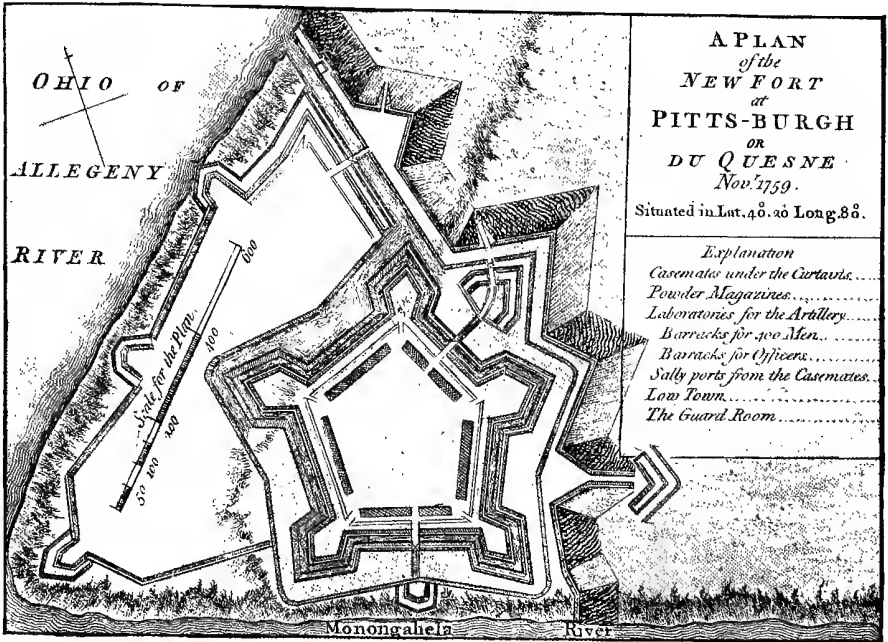 OHIO OF
ALLEGENY
RIVER
A PLAN
of the
NEW FORT
at
PITTS-BURGH
OR
DU QUESNE
Novr. 1759.
Situated in Lat. 40°. 20' Long. 80°.
Explanation
Casemates under the Curtains
Powder Magazines
Laboratories for the Artillery
Barracks for 400 Men
Barracks for Officers
Sally ports from the Casemates
Low Town
The Guard Room
Scale for the Plan
50
100
200
400
600
Monongahela River